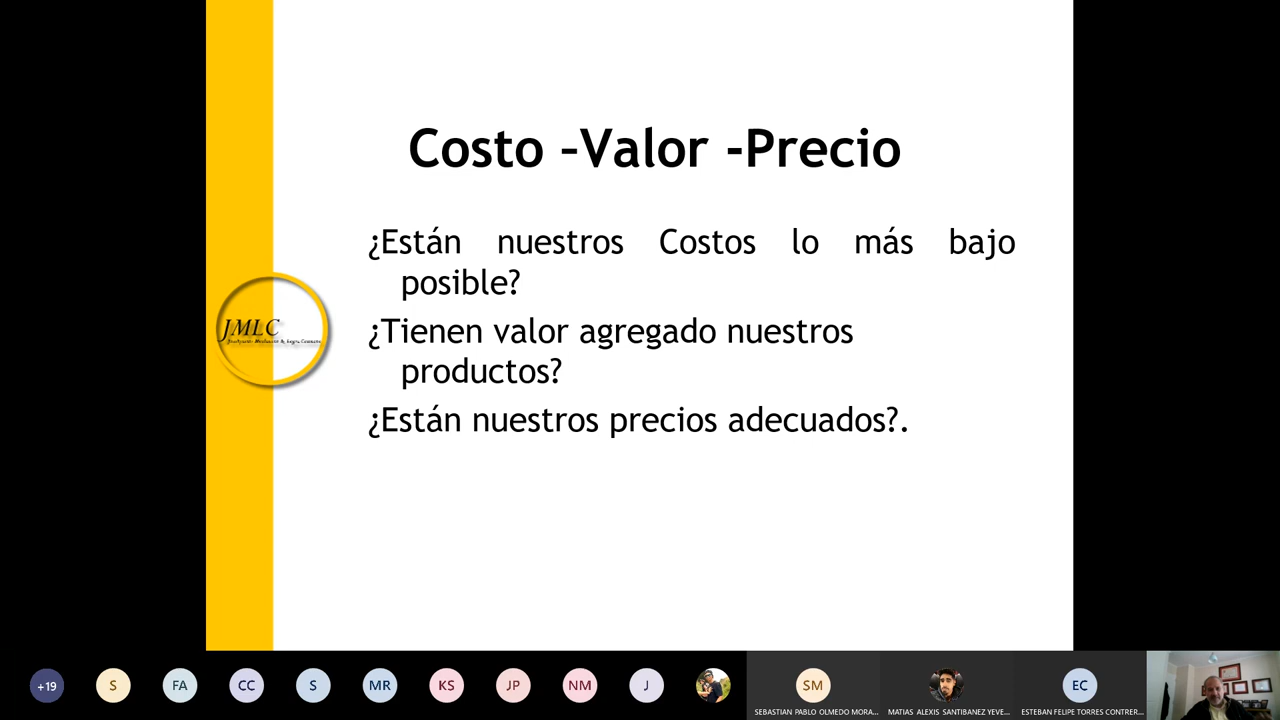 Costo –Valor -Precio
¿Están nuestros Costos lo más bajo
posible?
¿Tienen valor agregado nuestros
productos?
¿Están nuestros precios adecuados?.
JMLC
+19
S
FA
CC
S
MR
KS
JP
NM
J
SM
EC
SEBASTIAN PABLO OLMEDO MORA...
MATIAS ALEXIS SANTIBANEZ YEVE...
ESTEBAN FELIPE TORRES CONTRER...